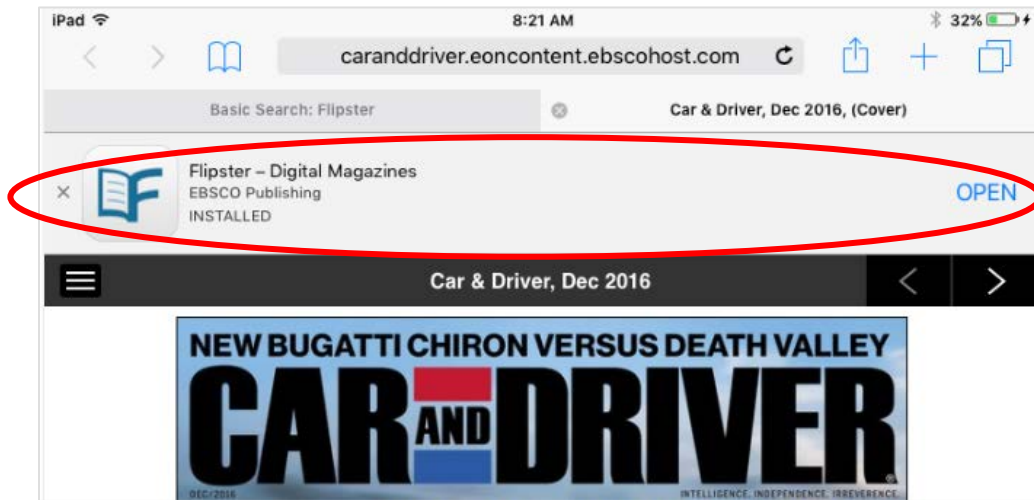 iPad 8:21 AM 32%
caranddriver.eoncontent.ebscohost.com
Basic Search: Flipster Car & Driver, Dec 2016, (Cover)
Flipster – Digital Magazines
EBSCO Publishing
INSTALLED
OPEN
Car & Driver, Dec 2016
NEW BUGATTI CHIRON VERSUS DEATH VALLEY
CAR AND DRIVER
DEC/2016 INTELLIGENCE. INDEPENDENCE. IRREVERENCE.